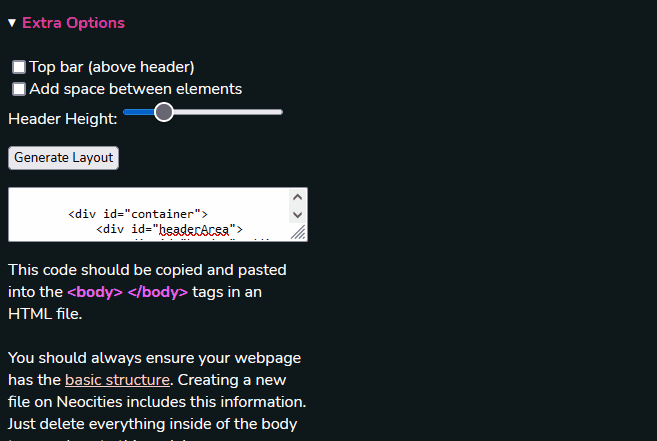 ▼ Extra Options
Top bar (above header)
Add space between elements
Header Height:
Generate Layout
<div id="container">
<div id="headerArea">
This code should be copied and pasted
into the <body> </body> tags in an
HTML file.
You should always ensure your webpage
has the basic structure. Creating a new
file on Neocities includes this information.
Just delete everything inside of the body